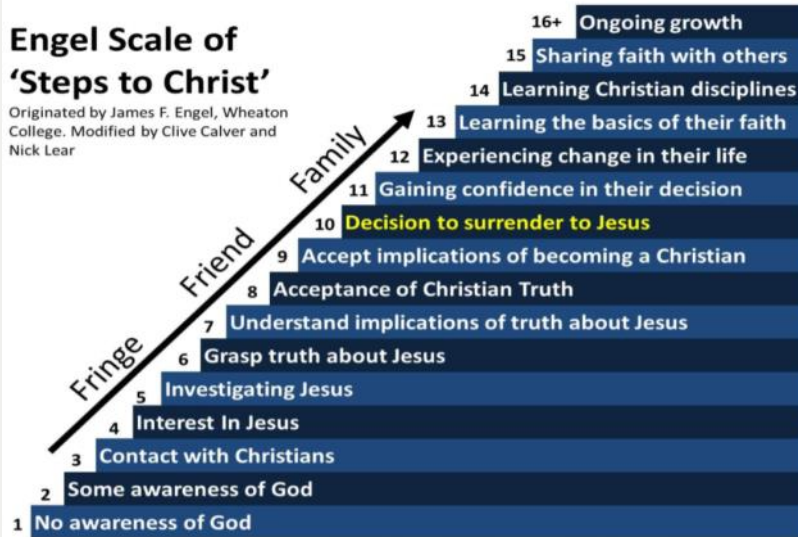 Engel Scale of
'Steps to Christ'
Originated by James F. Engel, Wheaton
College. Modified by Clive Calver and
Nick Lear
16+ Ongoing growth
15 Sharing faith with others
14 Learning Christian disciplines
13 Learning the basics of their faith
12 Experiencing change in their life
11 Gaining confidence in their decision
10 Decision to surrender to Jesus
9 Accept implications of becoming a Christian
8 Acceptance of Christian Truth
7 Understand implications of truth about Jesus
6 Grasp truth about Jesus
5 Investigating Jesus
4 Interest In Jesus
3 Contact with Christians
2 Some awareness of God
1 No awareness of God
Fringe
Friend
Family